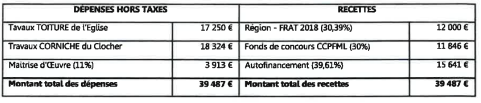 DÉPENSES HORS TAXES RECETTES
Tavaux TOITURE de l'Eglise 17 250 € Région - FRAT 2018 (30,39%) 12 000 €
Travaux CORNICHE du Clocher 18 324 € Fonds de concours CCPFML (30%) 11 846 €
Maitrise d'Œuvre (11%) 3 913 € Autofinancement (39,61%) 15 641 €
Montant total des dépenses 39 487 € Montant total des recettes 39 487 €